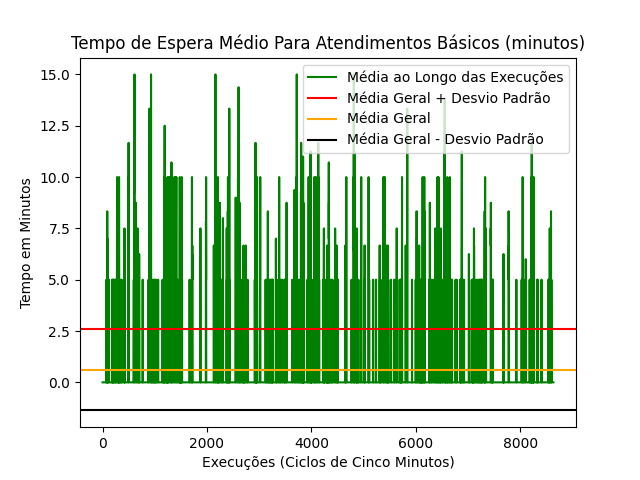 Tempo de Espera Médio Para Atendimentos Básicos (minutos)
Média ao Longo das Execuções
Média Geral + Desvio Padrão
Média Geral
Média Geral - Desvio Padrão
Tempo em Minutos
15.0
12.5
10.0
7.5
5.0
2.5
0.0
0 2000 4000 6000 8000
Execuções (Ciclos de Cinco Minutos)